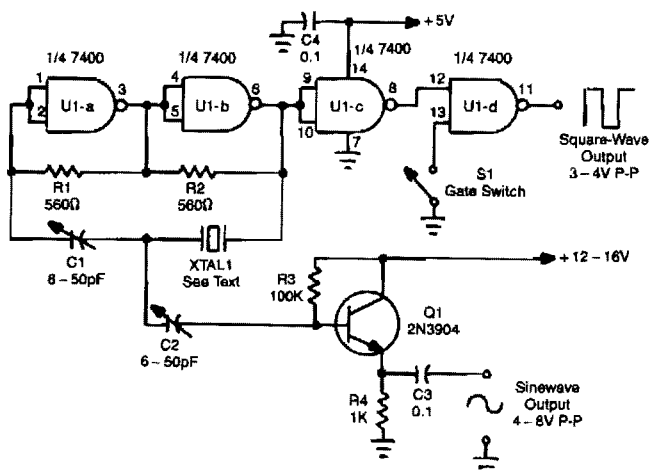 +5V
C4
0.1
1/4 7400
1/4 7400
1/4 7400
1/4 7400
1
2
3
U1-a
4
5
6
U1-b
9
10
14
8
7
U1-c
12
13
11
U1-d
R1
560Ω
R2
560Ω
S1
Gate Switch
Square-Wave
Output
3-4V P-P
C1
6-50pF
XTAL1
See Text
+12-16V
R3
100K
Q1
2N3904
C2
6-50pF
R4
1K
C3
0.1
Sinewave
Output
4-8V P-P